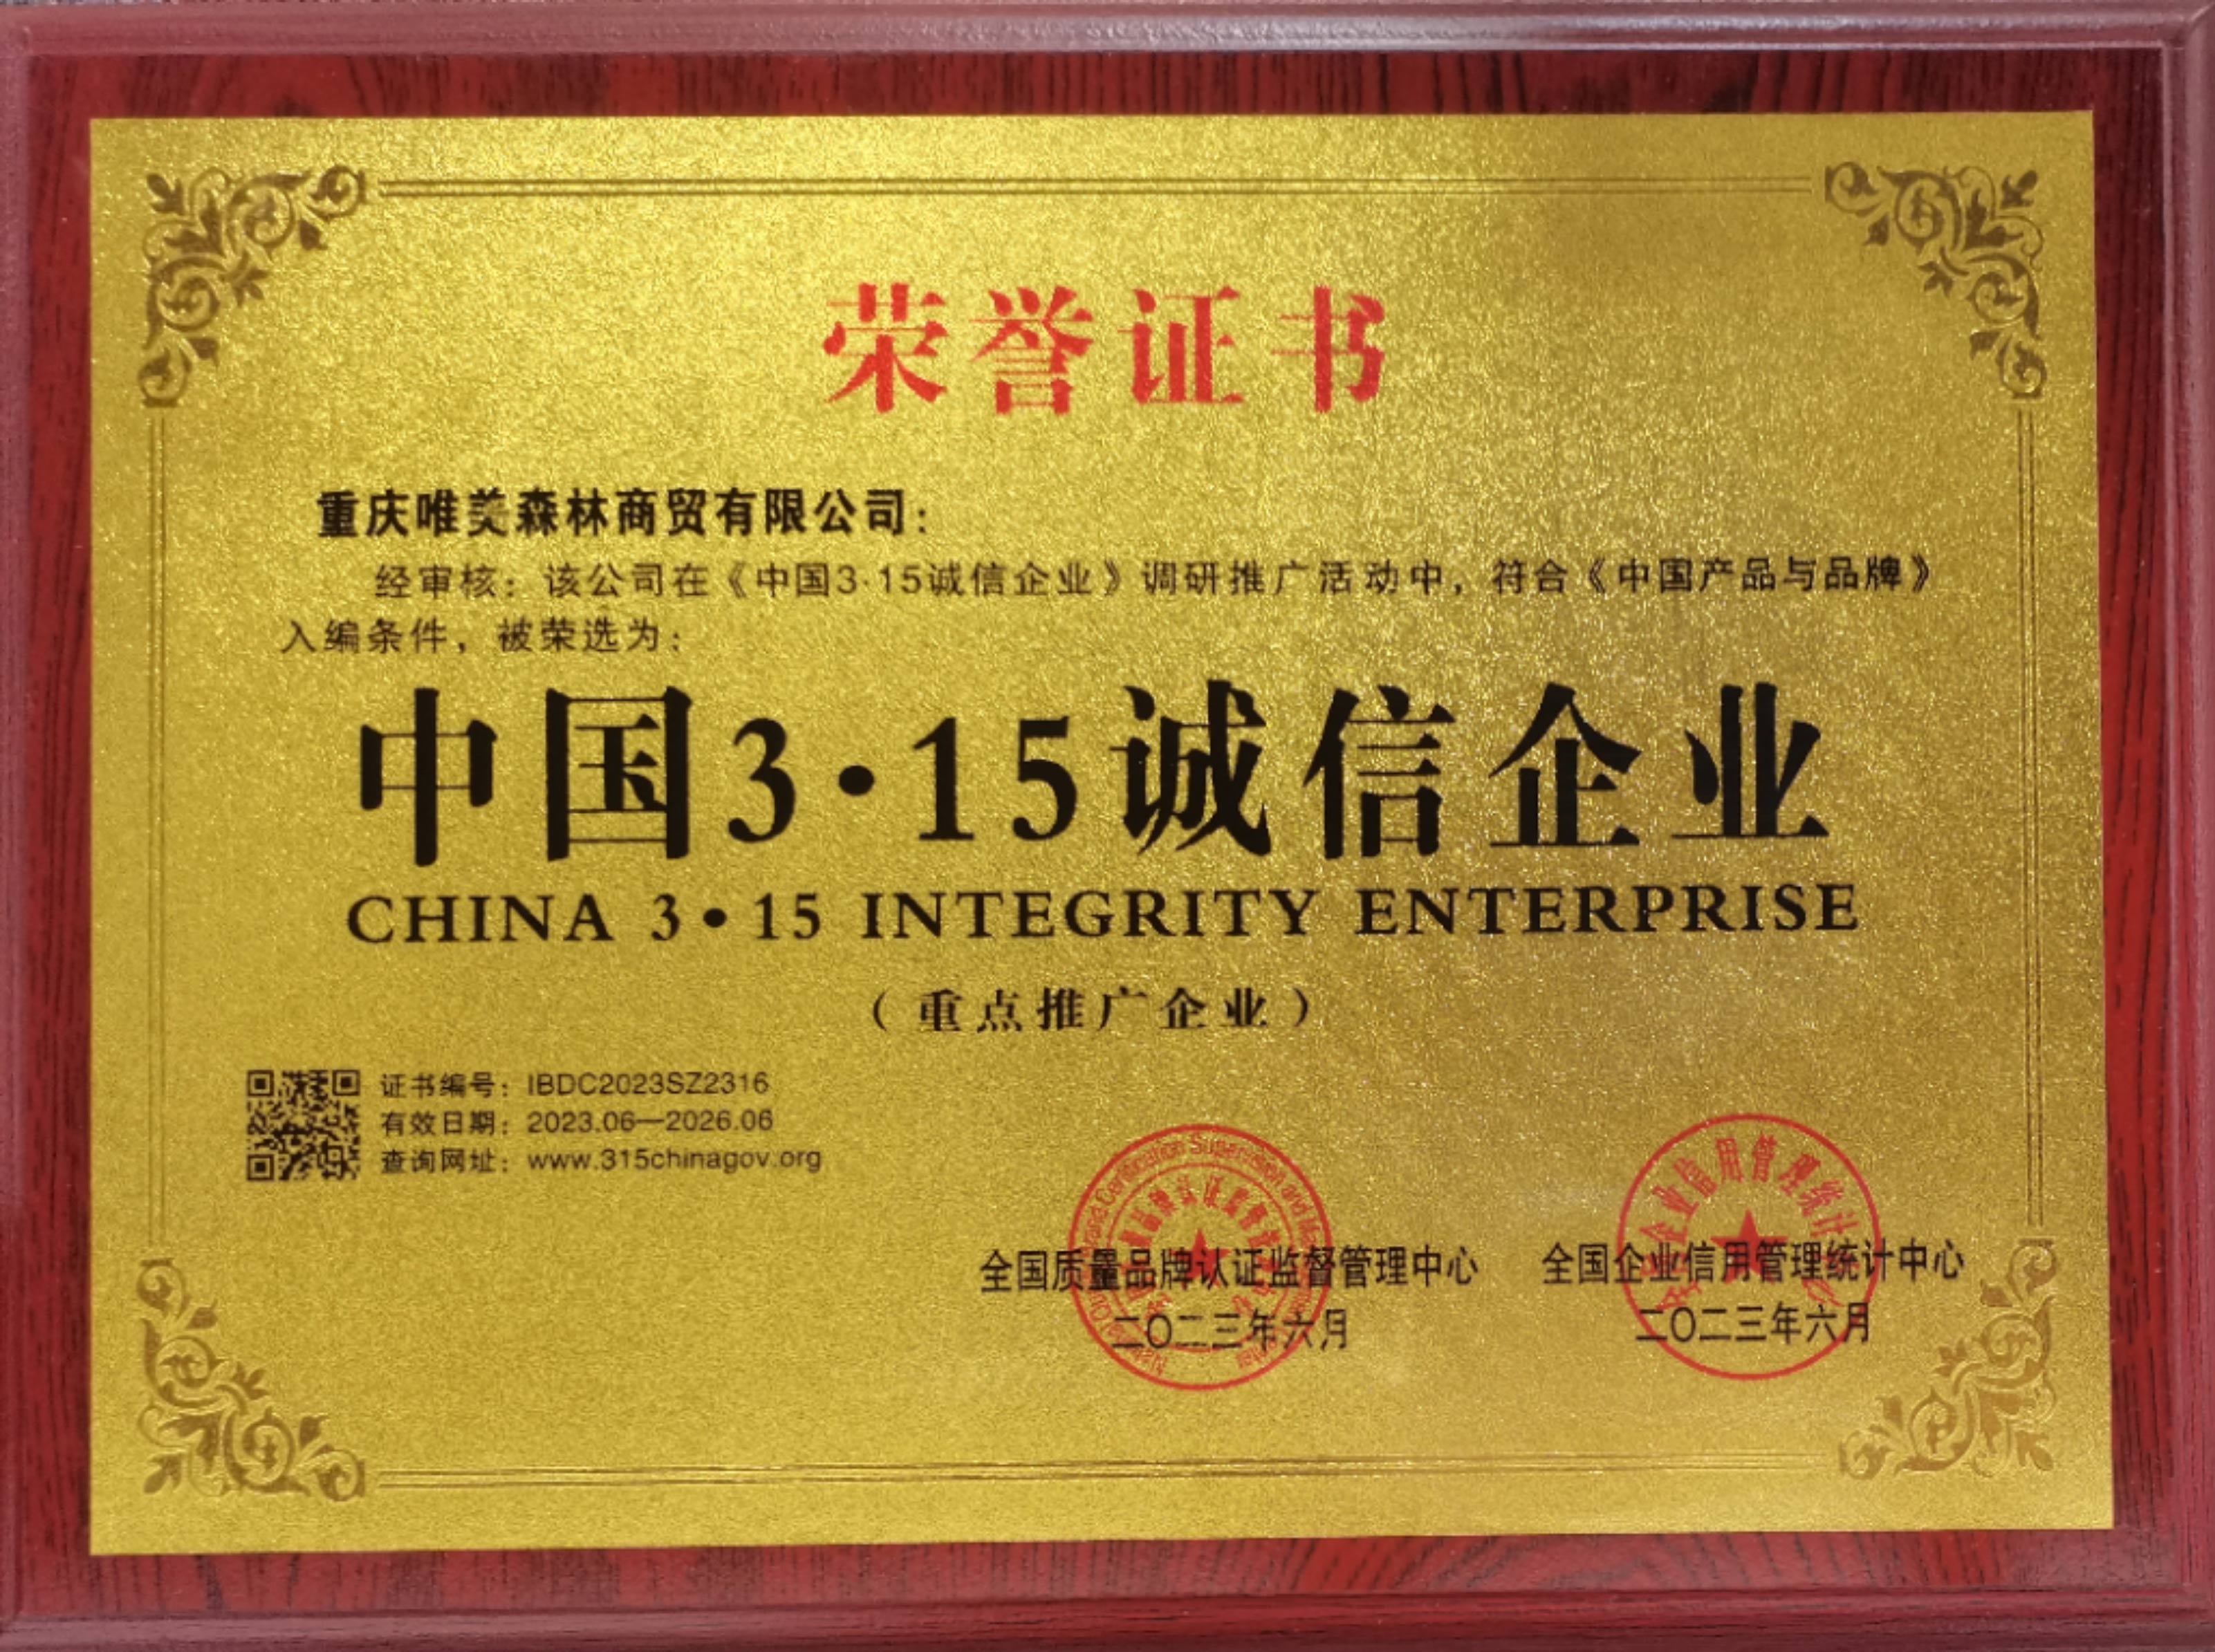 荣誉证书
重庆唯美森林商贸有限公司：
经审核：该公司在《中国3·15诚信企业》调研推广活动中，符合《中国产品与品牌》
入编条件，被荣选为：
中国3·15诚信企业
CHINA 3·15 INTEGRITY ENTERPRISE
（重点推广企业）
证书编号：IBDC2023SZ2316
有效日期：2023.06—2026.06
查询网址：www.315chinagov.org
全国质量品牌认证监督管理中心
二〇二三年六月
全国企业信用管理统计中心
二〇二三年六月